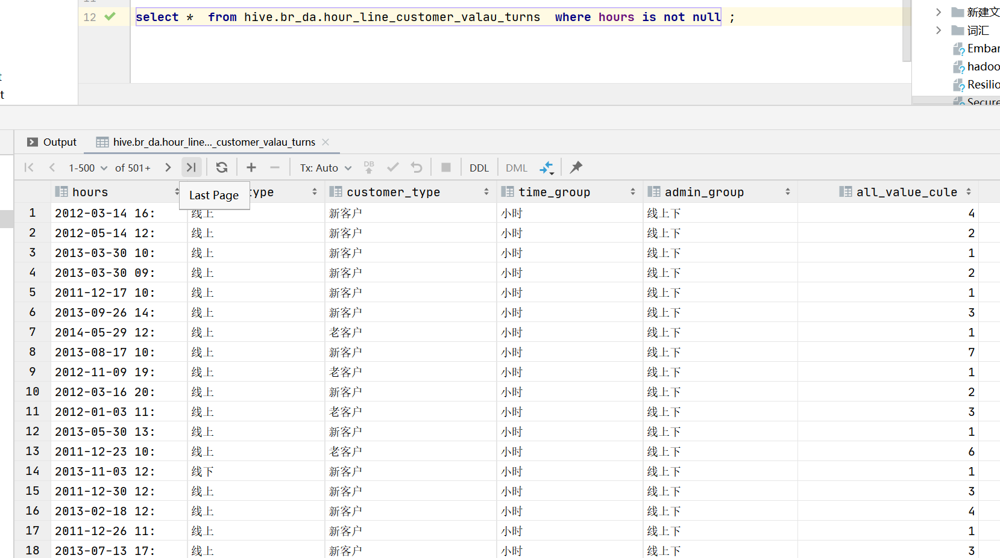 12 select *  from hive.br_da.hour_line_customer_valau_turns  where hours is not null ;
新建文
词汇
Embar
hadoo
Resilio
Secure
t
t
Output hive.br_da.hour_line..._customer_valau_turns
1-500 of 501+ Tx: Auto DB DDL DML
hours type customer_type time_group admin_group all_value_cule
Last Page
1 2012-03-14 16: 线上 新客户 小时 线上下 4
2 2012-05-14 12: 线上 新客户 小时 线上下 2
3 2013-03-30 10: 线上 新客户 小时 线上下 1
4 2013-03-30 09: 线上 新客户 小时 线上下 2
5 2011-12-17 10: 线上 新客户 小时 线上下 1
6 2013-09-26 14: 线上 新客户 小时 线上下 3
7 2014-05-29 12: 线上 老客户 小时 线上下 1
8 2013-08-17 10: 线上 新客户 小时 线上下 7
9 2012-11-09 19: 线上 老客户 小时 线上下 1
10 2012-03-16 20: 线上 新客户 小时 线上下 2
11 2012-01-03 11: 线上 老客户 小时 线上下 3
12 2013-05-30 13: 线上 新客户 小时 线上下 1
13 2011-12-23 10: 线上 老客户 小时 线上下 6
14 2013-11-03 12: 线下 新客户 小时 线上下 1
15 2011-12-30 12: 线上 新客户 小时 线上下 3
16 2013-02-18 12: 线上 新客户 小时 线上下 4
17 2011-12-26 11: 线上 新客户 小时 线上下 1
18 2013-07-13 17: 线上 新客户 小时 线上下 3